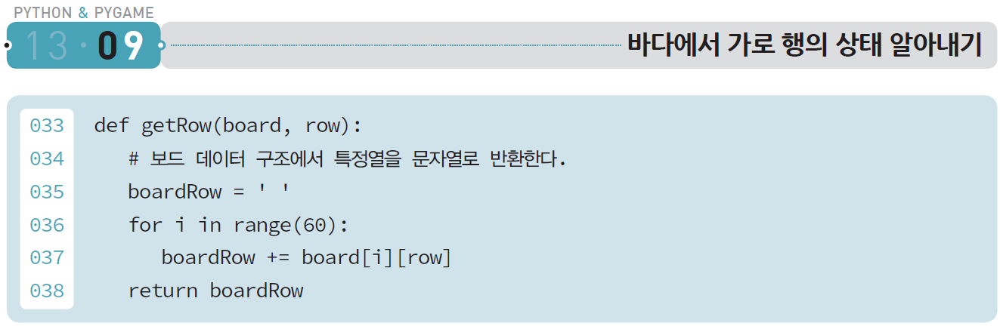 PYTHON & PYGAME
13·09 바다에서 가로 행의 상태 알아내기
033 def getRow(board, row):
034 # 보드 데이터 구조에서 특정열을 문자열로 반환한다.
035 boardRow = ' '
036 for i in range(60):
037 boardRow += board[i][row]
038 return boardRow